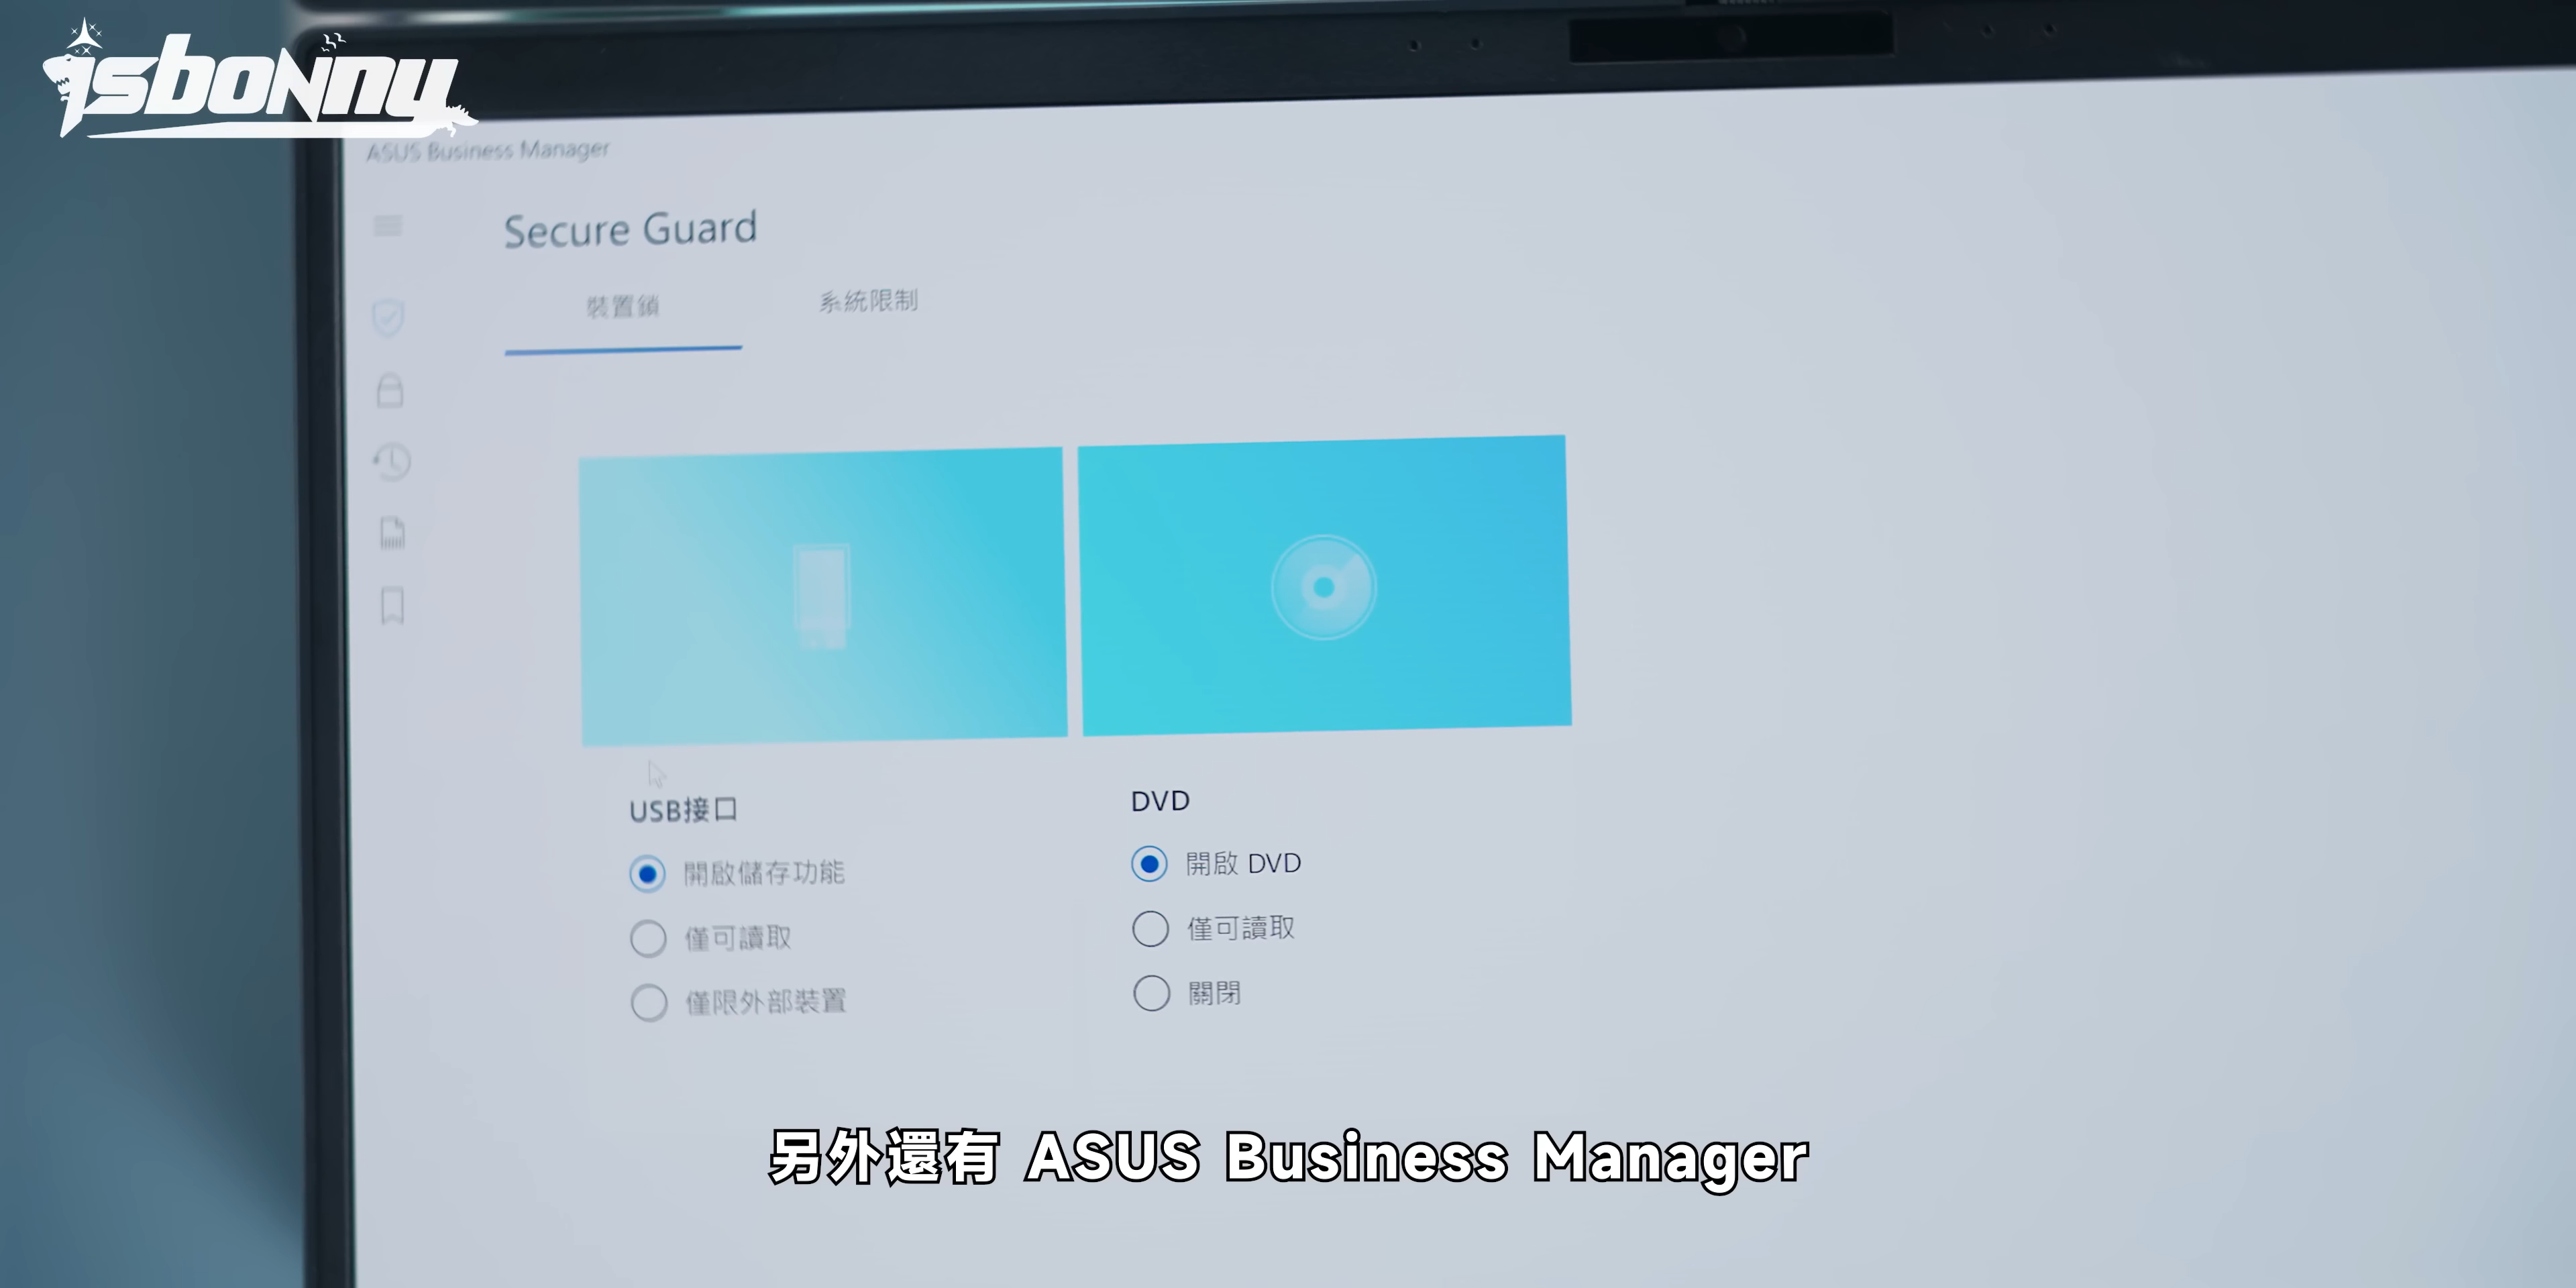 isbonny
ASUS Business Manager
Secure Guard
裝置鎖 系統限制
USB接口
開啟儲存功能
僅可讀取
僅限外部裝置
DVD
開啟 DVD
僅可讀取
關閉
另外還有 ASUS Business Manager